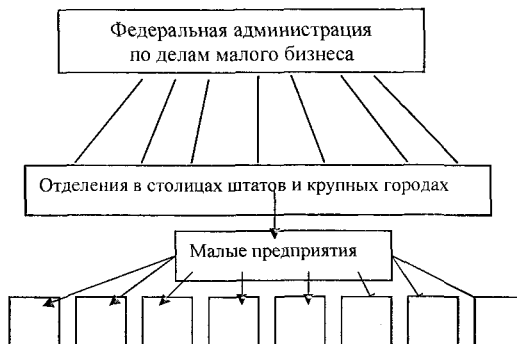 Федеральная администрация
по делам малого бизнеса
Отделения в столицах штатов и крупных городах
Малые предприятия